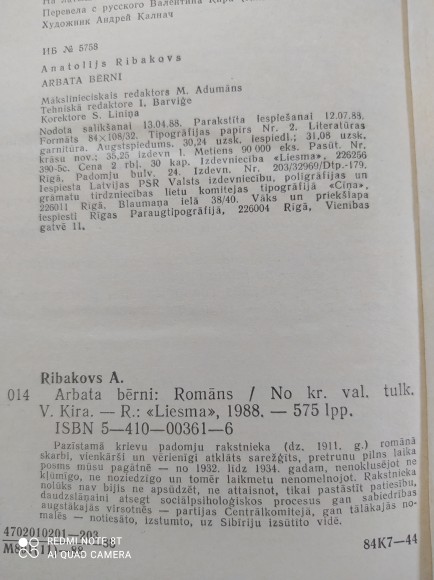 Перевела с русского Валентина
Художник Андрей Калнач
ИБ № 5758
Anatolijs Ribakovs
ARBATA BĒRNI
Mākslinieciskais redaktors M. Adumāns
Tehniskā redaktore I. Barviģe
Korektore S. Liniņa
Nodota salikšanai 13.04.88. Parakstīta iespiešanai 12.07.88.
Formāts 84×108/32. Tipogrāfijas papīrs Nr. 2. Literatūras
garnitūra. Augstspiedums. 30,24 uzsk. iespiedl.; 31,08 uzsk.
krāsu nov.; 35,25 izdevn l. Metiens 90 000 eks. Pasūt. Nr.
390-5c. Cena 2 rbļ. 30 kap. Izdevniecība «Liesma», 226256
Rīgā, Padomju bulv. 24. Izdevn. Nr. 203/32969/Dtp.-179.
Iespiesta Latvijas PSR Valsts izdevniecību, poligrāfijas un
grāmatu tirdzniecības lietu komitejas tipogrāfijā «Cīņa»,
226011 Rīgā, Blaumaņa ielā 38/40. Vāks un priekšlapa
iespiesti Rīgas Paraugtipogrāfijā, 226004 Rīgā, Vienības
gatvē 11.
Ribakovs A.
014 Arbata bērni: Romāns / No kr. val. tulk.
V. Kira. — R.: «Liesma», 1988. — 575 lpp.
ISBN 5—410—00361—6
Pazīstamā krievu padomju rakstnieka (dz. 1911. g.) romānā
skarbi, vienkārši un vērienīgi atklāts sarežģīts, pretrunu pilns laika
posms mūsu pagātnē — no 1932. līdz 1934. gadam, nenoklusējot ne
kļūmīgo, ne noziedzīgo un tomēr laikmetu nenomelnojot. Rakstnieka
nolūks nav bijis ne apsūdzēt, ne attaisnot, tikai pastāstīt patiesību,
daudzslāņaini atsegt sociālpsiholoģiskos procesus gan sabiedrības
augstākajās virsotnēs — partijas Centrālkomitejā, gan tālākajās no-
malēs — notiesāto, izstumto, uz Sibīriju izsūtīto vidē.
4702010201—203
84K7—44
REDMI NOTE 8T
AI QUAD CAMERA